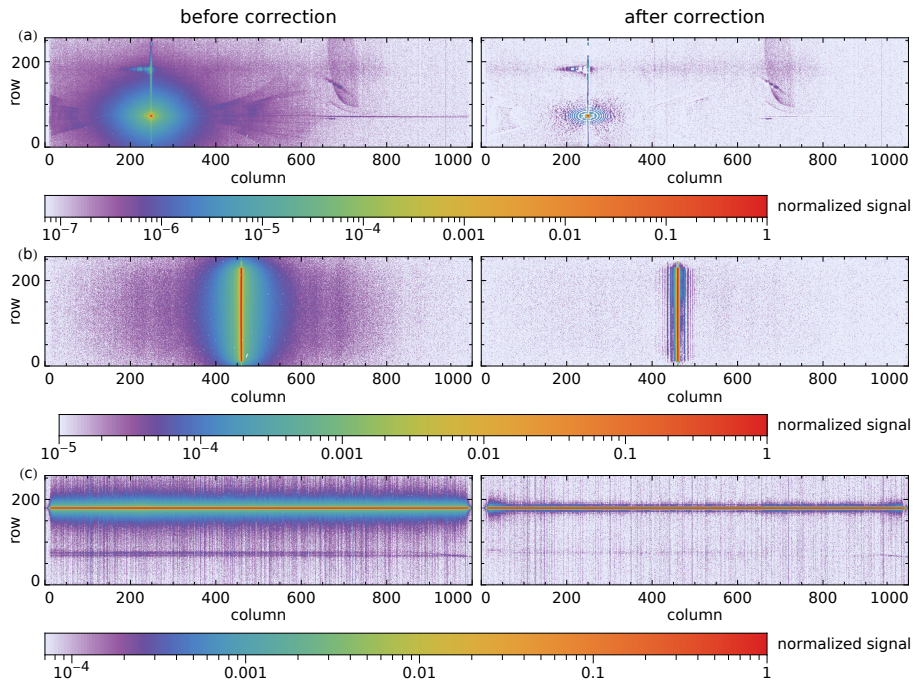 before correction after correction
(a)
200
0
row
0 200 400 600 800 1000 0 200 400 600 800 1000
column column
normalized signal
10⁻⁷ 10⁻⁶ 10⁻⁵ 10⁻⁴ 0.001 0.01 0.1 1
(b)
200
0
row
0 200 400 600 800 1000 0 200 400 600 800 1000
column column
normalized signal
10⁻⁵ 10⁻⁴ 0.001 0.01 0.1 1
(c)
200
0
row
0 200 400 600 800 1000 0 200 400 600 800 1000
column column
normalized signal
10⁻⁴ 0.001 0.01 0.1 1